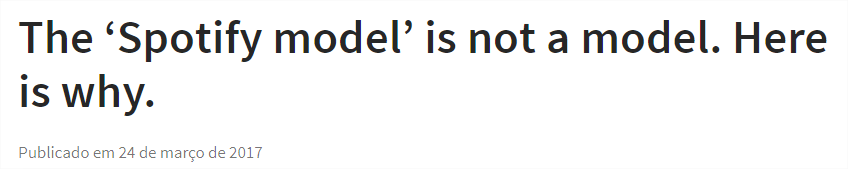 The ‘Spotify model’ is not a model. Here
is why.
Publicado em 24 de março de 2017